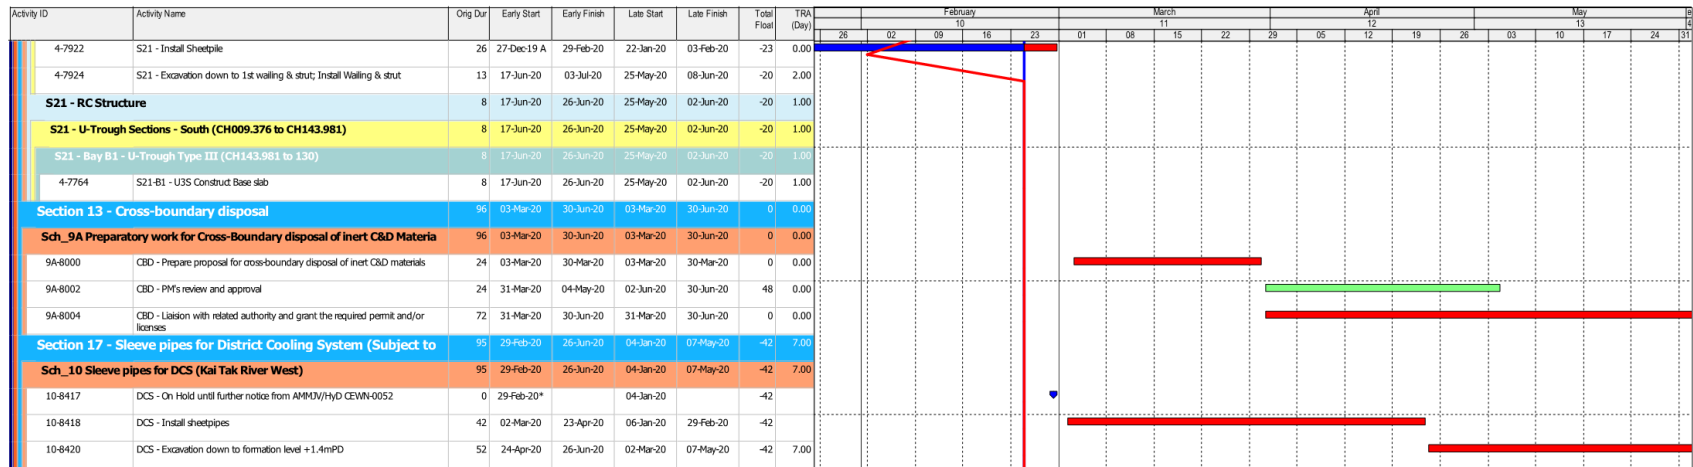 Activity ID Activity Name Orig Dur Early Start Early Finish Late Start Late Finish Total Float TRA (Day) February March April May e
10 11 12 13 4
26 02 09 16 23 01 08 15 22 29 05 12 19 26 03 10 17 24 31
4-7922 S21 - Install Sheetpile 26 27-Dec-19 A 29-Feb-20 22-Jan-20 03-Feb-20 -23 0.00
4-7924 S21 - Excavation down to 1st wailing & strut; Install Wailing & strut 13 17-Jun-20 03-Jul-20 25-May-20 08-Jun-20 -20 2.00
S21 - RC Structure 8 17-Jun-20 26-Jun-20 25-May-20 02-Jun-20 -20 1.00
S21 - U-Trough Sections - South (CH009.376 to CH143.981) 8 17-Jun-20 26-Jun-20 25-May-20 02-Jun-20 -20 1.00
S21 - Bay B1 - U-Trough Type III (CH143.981 to 130) 8 17-Jun-20 26-Jun-20 25-May-20 02-Jun-20 -20 1.00
4-7764 S21-B1 - U3S Construct Base slab 8 17-Jun-20 26-Jun-20 25-May-20 02-Jun-20 -20 1.00
Section 13 - Cross-boundary disposal 96 03-Mar-20 30-Jun-20 03-Mar-20 30-Jun-20 0 0.00
Sch_9A Preparatory work for Cross-Boundary disposal of inert C&D Materia 96 03-Mar-20 30-Jun-20 03-Mar-20 30-Jun-20 0 0.00
9A-8000 CBD - Prepare proposal for cross-boundary disposal of inert C&D materials 24 03-Mar-20 30-Mar-20 03-Mar-20 30-Mar-20 0 0.00
9A-8002 CBD - PM's review and approval 24 31-Mar-20 04-May-20 02-Jun-20 30-Jun-20 48 0.00
9A-8004 CBD - Liaision with related authority and grant the required permit and/or 72 31-Mar-20 30-Jun-20 31-Mar-20 30-Jun-20 0 0.00
licenses
Section 17 - Sleeve pipes for District Cooling System (Subject to 95 29-Feb-20 26-Jun-20 04-Jan-20 07-May-20 -42 7.00
Sch_10 Sleeve pipes for DCS (Kai Tak River West) 95 29-Feb-20 26-Jun-20 04-Jan-20 07-May-20 -42 7.00
10-8417 DCS - On Hold until further notice from AMMJV/HyD CEWN-0052 0 29-Feb-20* 04-Jan-20 -42
10-8418 DCS - Install sheetpipes 42 02-Mar-20 23-Apr-20 06-Jan-20 29-Feb-20 -42
10-8420 DCS - Excavation down to formation level +1.4mPD 52 24-Apr-20 26-Jun-20 02-Mar-20 07-May-20 -42 7.00